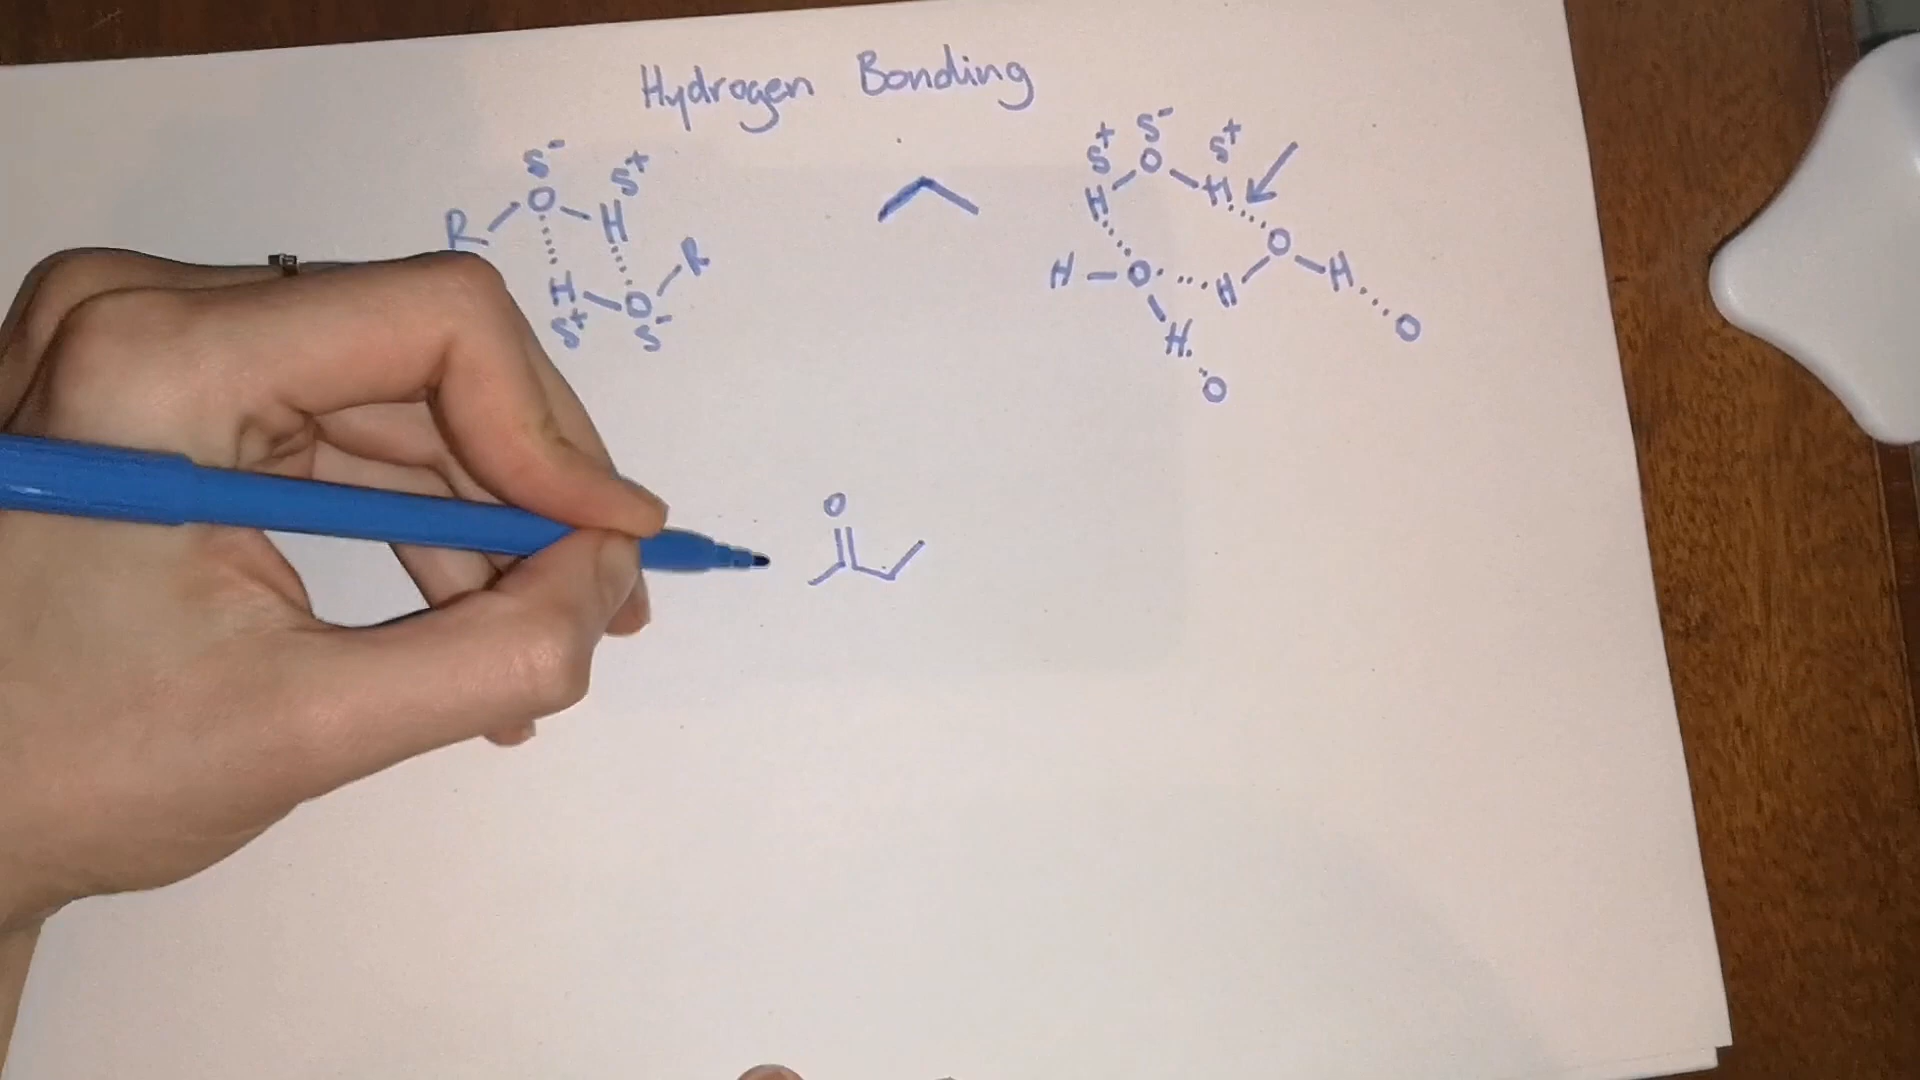 Hydrogen Bonding
δ⁻ δ⁺
R O H
H O R
δ⁺ δ⁻
δ⁺ δ⁻ δ⁺
H O H
H O H O H
H O
O
O